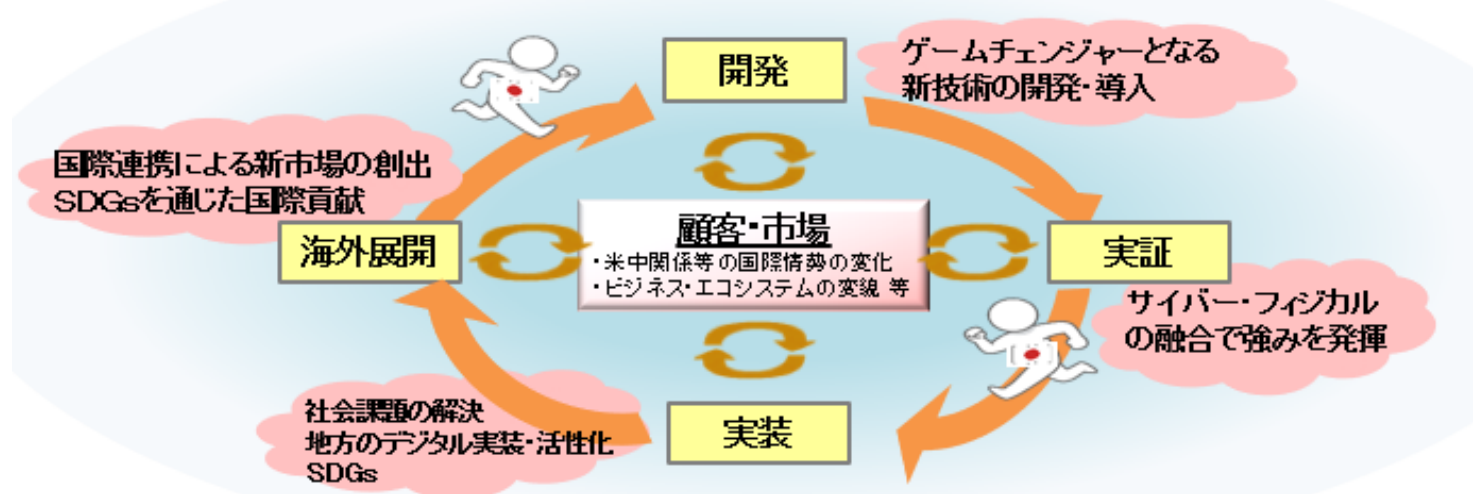 開発
ゲームチェンジャーとなる
新技術の開発・導入
国際連携による新市場の創出
SDGsを通じた国際貢献
海外展開
顧客・市場
・米中関係等の国際情勢の変化
・ビジネス・エコシステムの変貌 等
実証
サイバー・フィジカル
の融合で強みを発揮
社会課題の解決
地方のデジタル実装・活性化
SDGs
実装